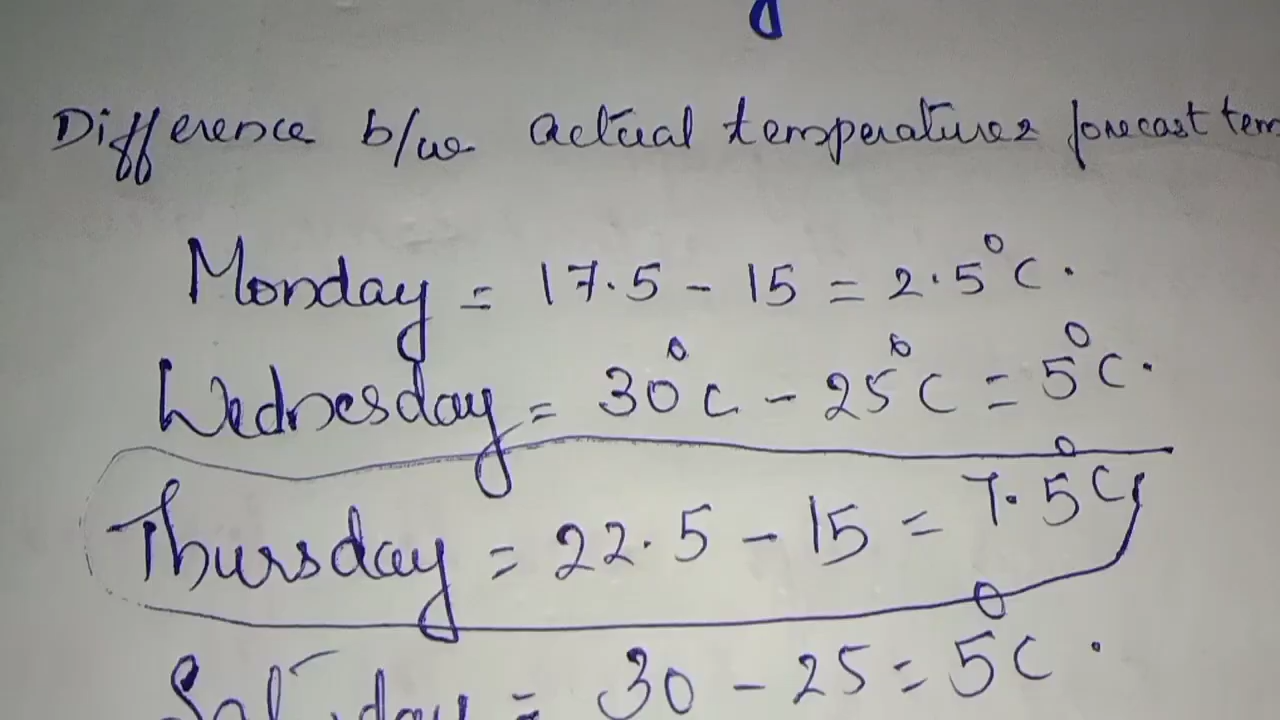 Difference b/w actual temperature & forecast tem
Monday = 17.5 - 15 = 2.5°C.
Wednesday = 30°C - 25°C = 5°C.
Thursday = 22.5 - 15 = 7.5°C
= 30 - 25 = 5°C.